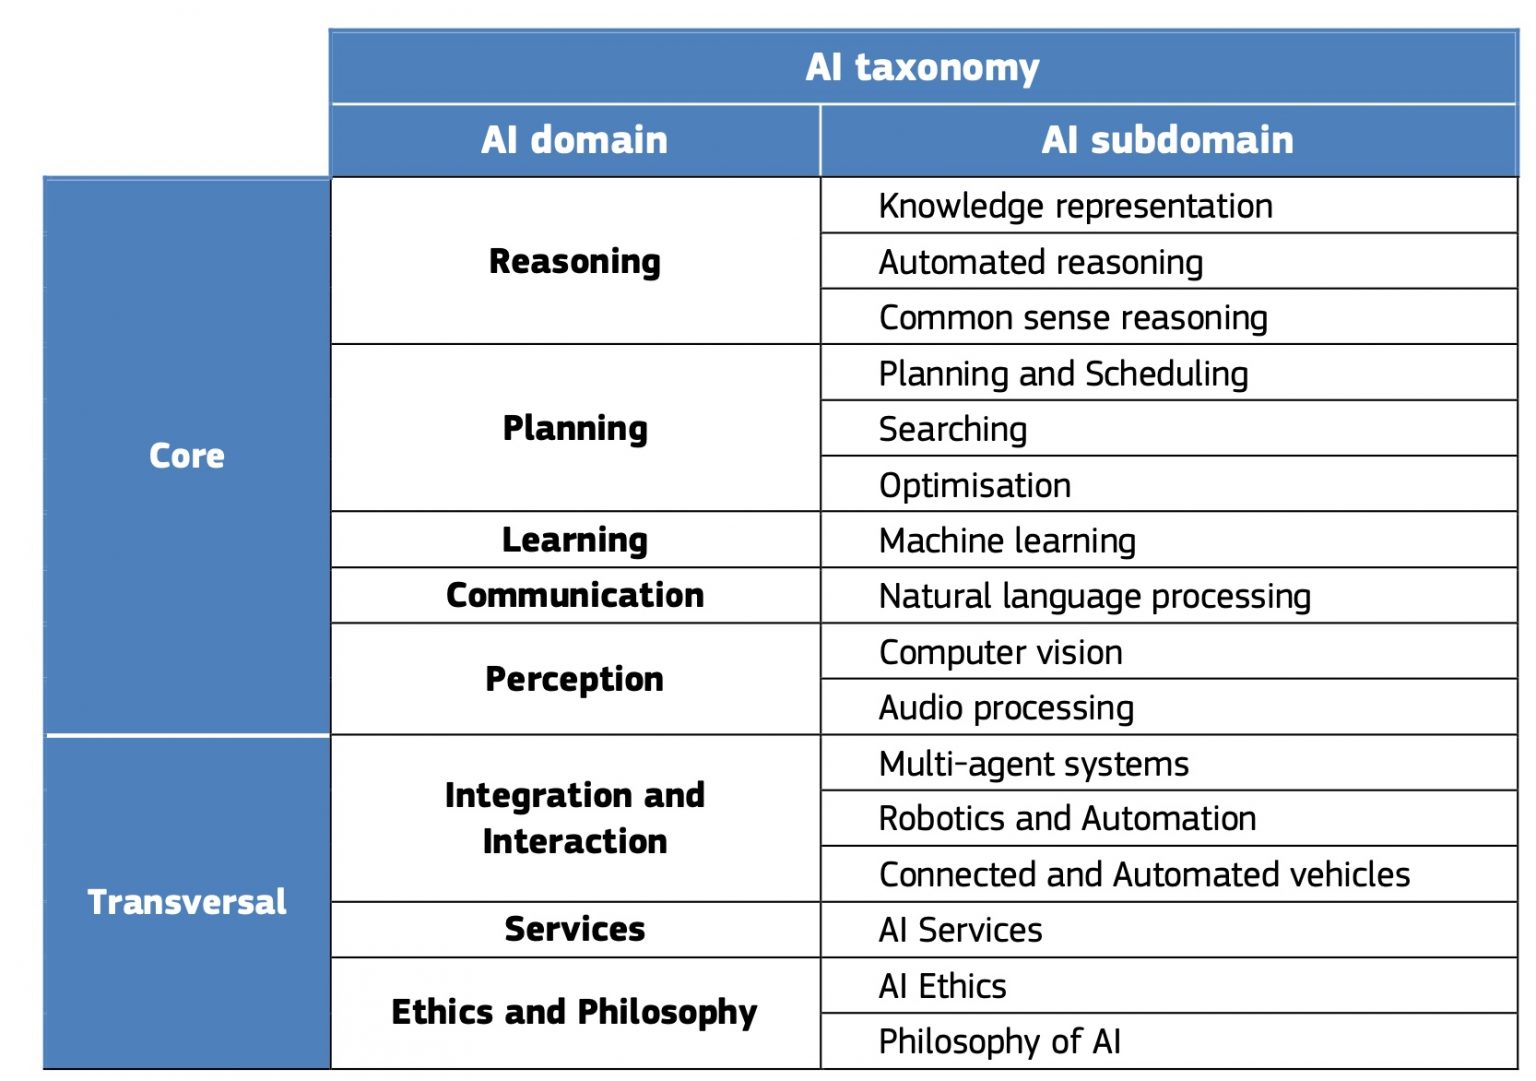 AI taxonomy
AI domain
AI subdomain
Core
Reasoning
Knowledge representation
Automated reasoning
Common sense reasoning
Planning
Planning and Scheduling
Searching
Optimisation
Learning
Machine learning
Communication
Natural language processing
Perception
Computer vision
Audio processing
Transversal
Integration and
Interaction
Multi-agent systems
Robotics and Automation
Connected and Automated vehicles
Services
AI Services
Ethics and Philosophy
AI Ethics
Philosophy of AI